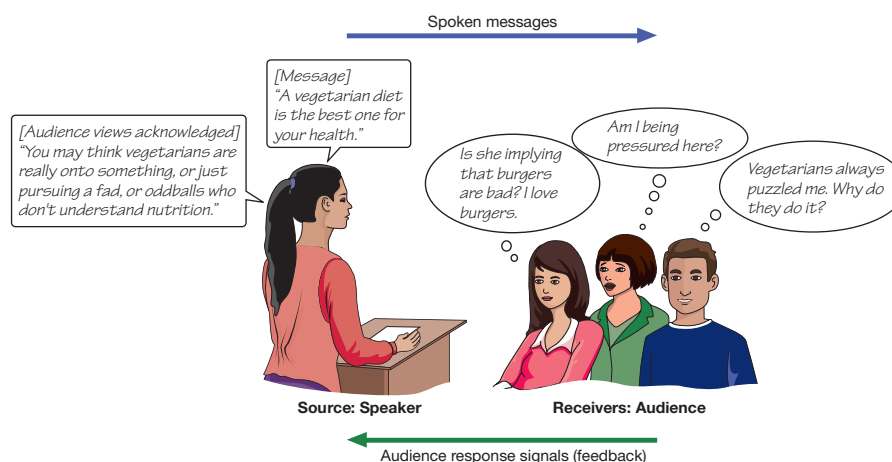 Spoken messages
[Message]
“A vegetarian diet
is the best one for
your health.”
[Audience views acknowledged]
“You may think vegetarians are
really onto something, or just
pursuing a fad, or oddballs who
don't understand nutrition.”
Is she implying
that burgers
are bad? I love
burgers.
Am I being
pressured here?
Vegetarians always
puzzled me. Why do
they do it?
Source: Speaker
Receivers: Audience
Audience response signals (feedback)